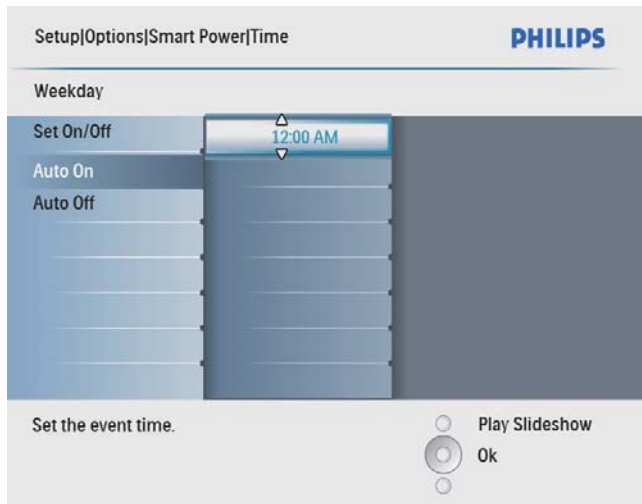 Setup|Options|Smart Power|Time
PHILIPS
Weekday
Set On/Off
12:00 AM
Auto On
Auto Off
Set the event time.
Play Slideshow
Ok